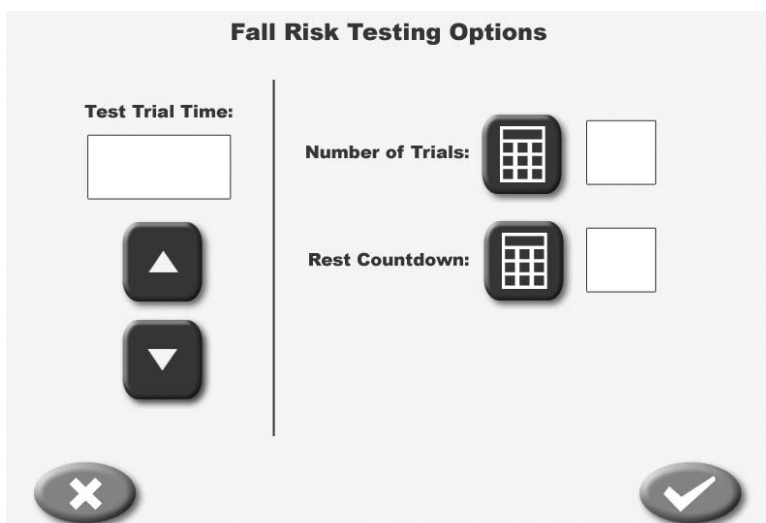 Fall Risk Testing Options
Test Trial Time:
Number of Trials:
Rest Countdown: